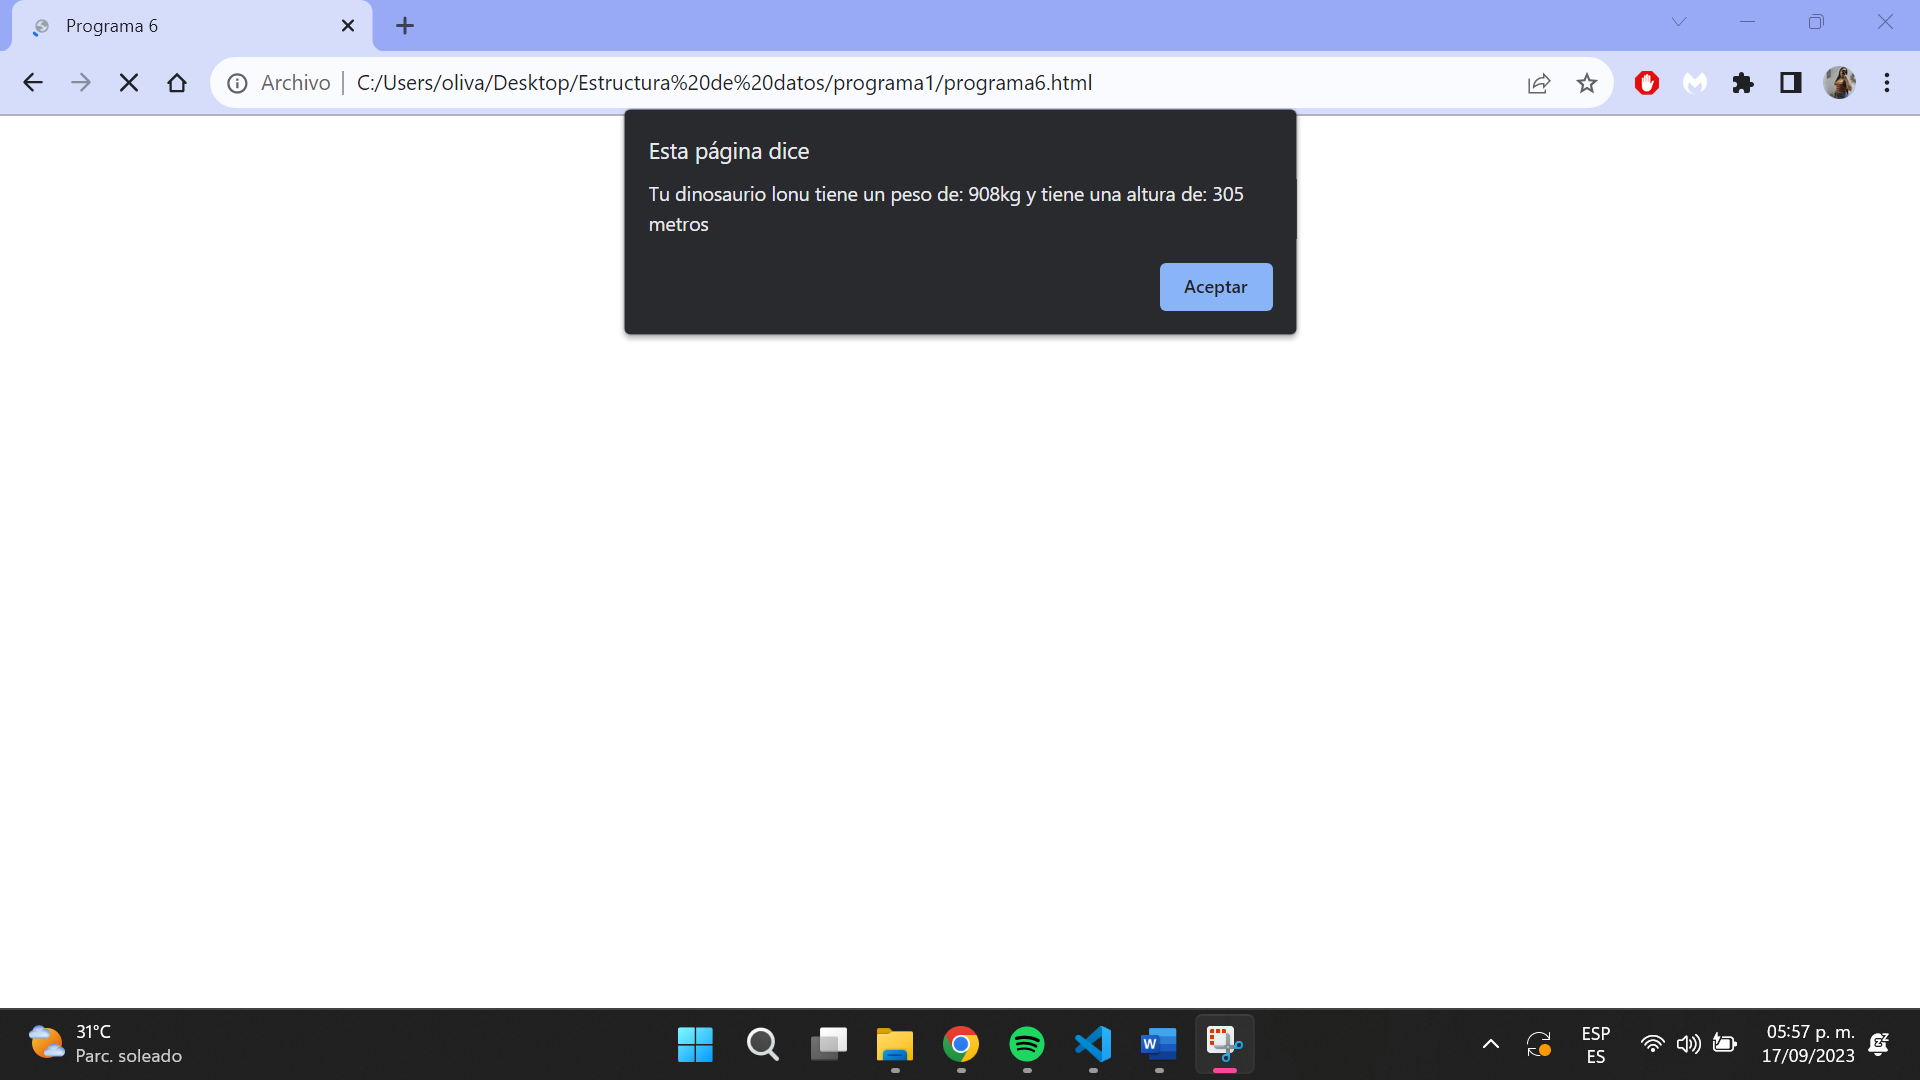 Programa 6
Archivo
C:/Users/oliva/Desktop/Estructura%20de%20datos/programa1/programa6.html
Esta página dice
Tu dinosaurio lonu tiene un peso de: 908kg y tiene una altura de: 305
metros
Aceptar
31°C
Parc. soleado
W
ESP
ES
05:57 p. m.
17/09/2023